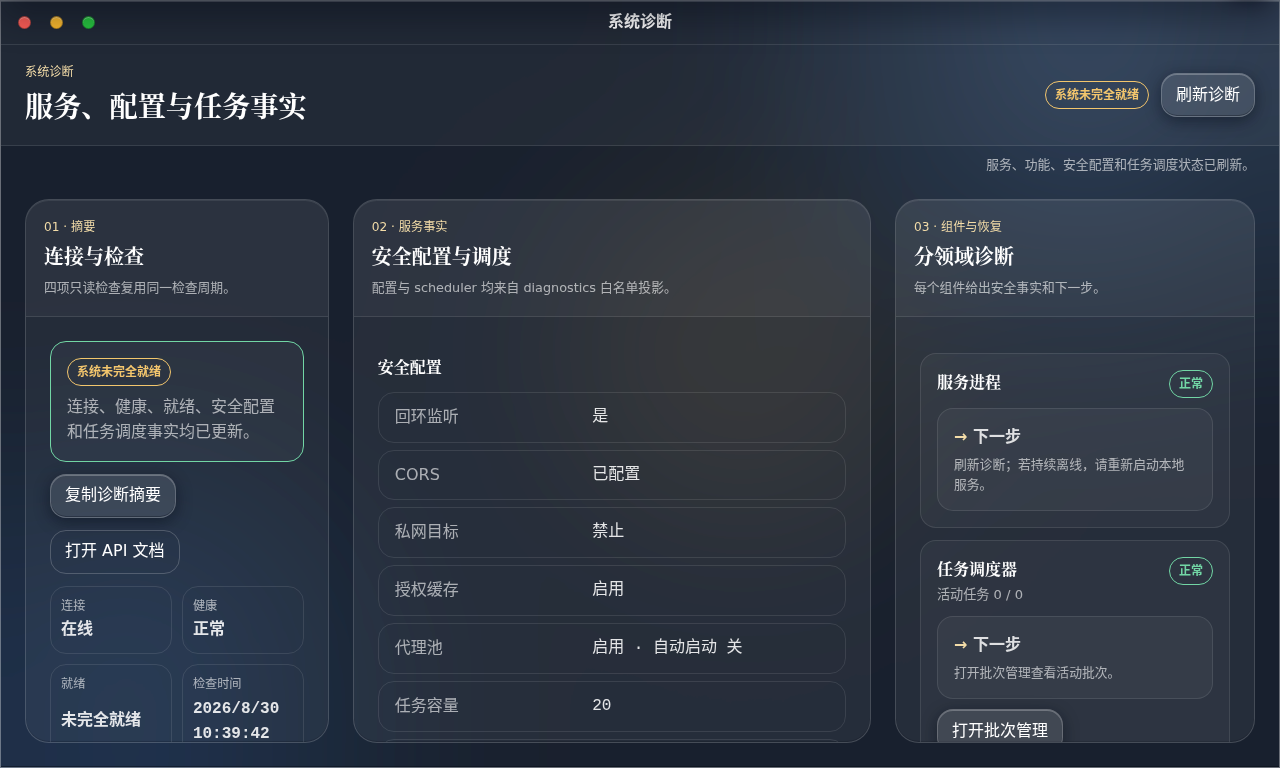 系统诊断
系统诊断
服务、配置与任务事实
系统未完全就绪
刷新诊断
服务、功能、安全配置和任务调度状态已刷新。
01 · 摘要
连接与检查
四项只读检查复用同一检查周期。
系统未完全就绪
连接、健康、就绪、安全配置
和任务调度事实均已更新。
复制诊断摘要
打开 API 文档
连接
在线
健康
正常
就绪
未完全就绪
检查时间
2026/8/30
10:39:42
02 · 服务事实
安全配置与调度
配置与 scheduler 均来自 diagnostics 白名单投影。
安全配置
回环监听 是
CORS 已配置
私网目标 禁止
授权缓存 启用
代理池 启用 · 自动启动 关
任务容量 20
03 · 组件与恢复
分领域诊断
每个组件给出安全事实和下一步。
服务进程
正常
→ 下一步
刷新诊断；若持续离线，请重新启动本地
服务。
任务调度器
正常
活动任务 0 / 0
→ 下一步
打开批次管理查看活动批次。
打开批次管理